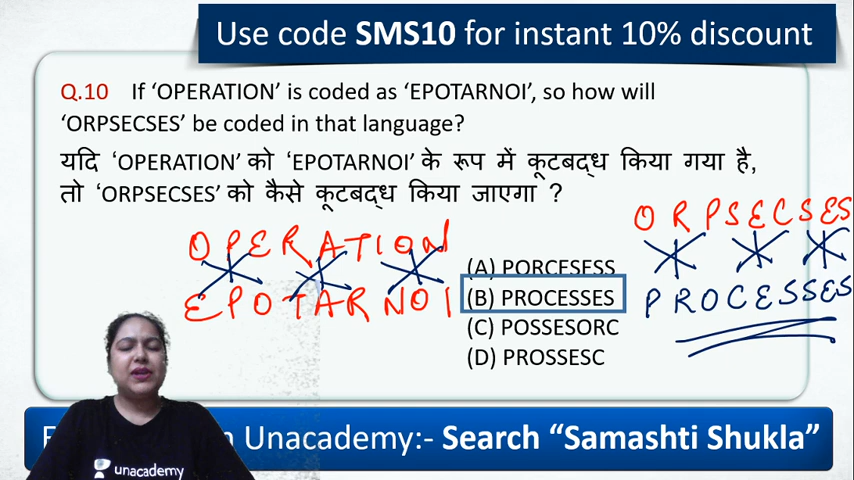 Use code SMS10 for instant 10% discount
Q.10 If ‘OPERATION’ is coded as ‘EPOTARNOI’, so how will
‘ORPSECSES’ be coded in that language?
यदि ‘OPERATION’ को ‘EPOTARNOI’ के रूप में कूटबद्ध किया गया है,
तो ‘ORPSECSES’ को कैसे कूटबद्ध किया जाएगा ?
OPERATION
EPOTARNOI
(A) PORCESESS
(B) PROCESSES
(C) POSSESORC
(D) PROSSESC
ORPSECSES
PROCESSES
Unacademy:- Search “Samashti Shukla”
unacademy